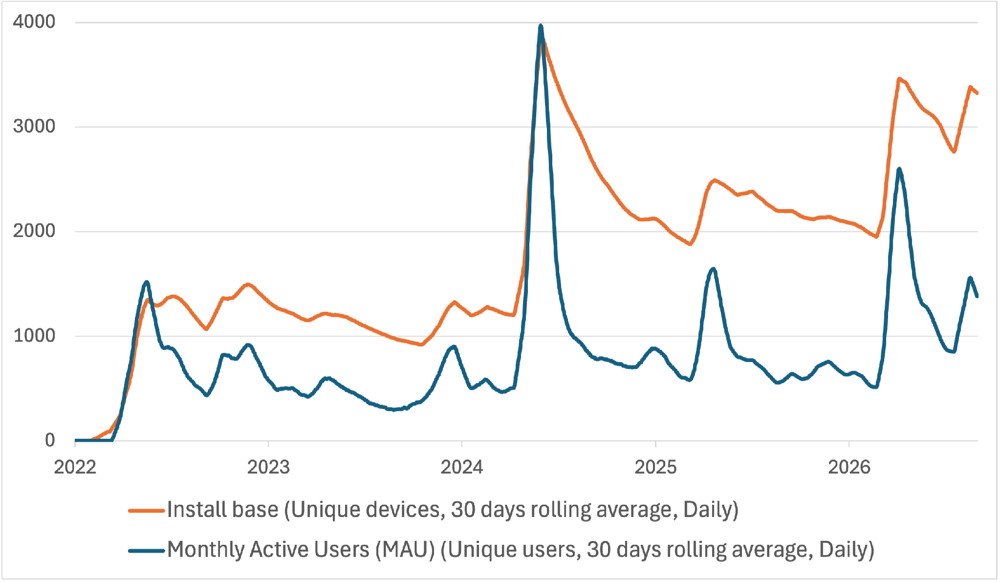 4000
3000
2000
1000
0
2022 2023 2024 2025 2026
Install base (Unique devices, 30 days rolling average, Daily)
Monthly Active Users (MAU) (Unique users, 30 days rolling average, Daily)